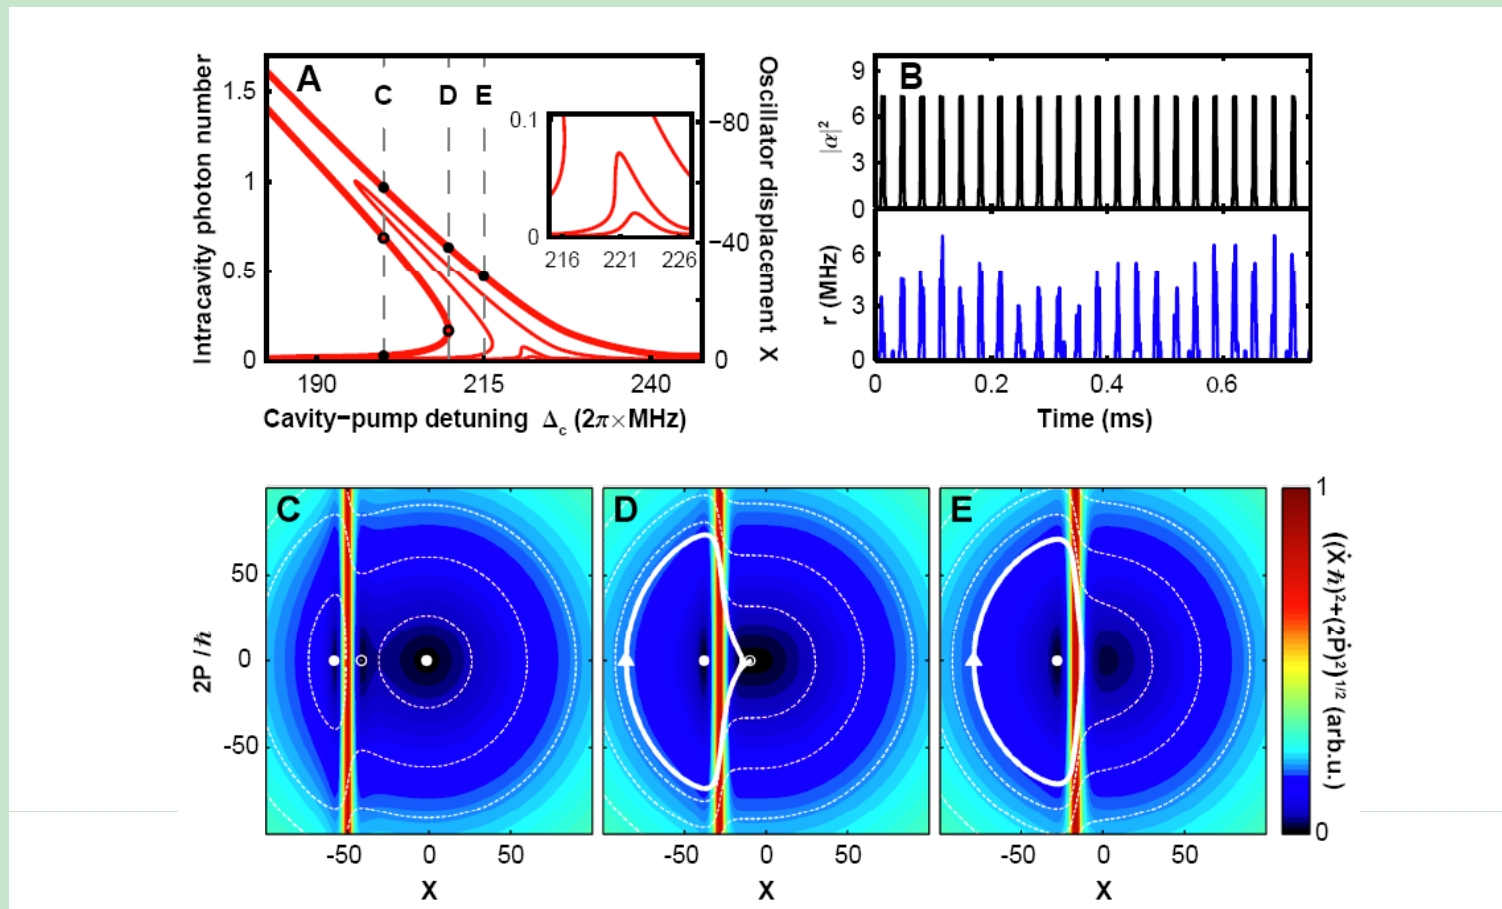 A
C D E
Intracavity photon number
1.5
1
0.5
0
190 215 240
Cavity−pump detuning Δc (2π×MHz)
−80
−40
0
Oscillator displacement X
0.1
0
216 221 226
B
|α|²
9
6
3
0
r (MHz)
6
3
0
0 0.2 0.4 0.6
Time (ms)
C
D
E
2P/ℏ
50
0
-50
-50 0 50
X
-50 0 50
X
-50 0 50
X
1
0
((Ẋℏ)²+(2Ṗ)²)^1/2 (arb.u.)